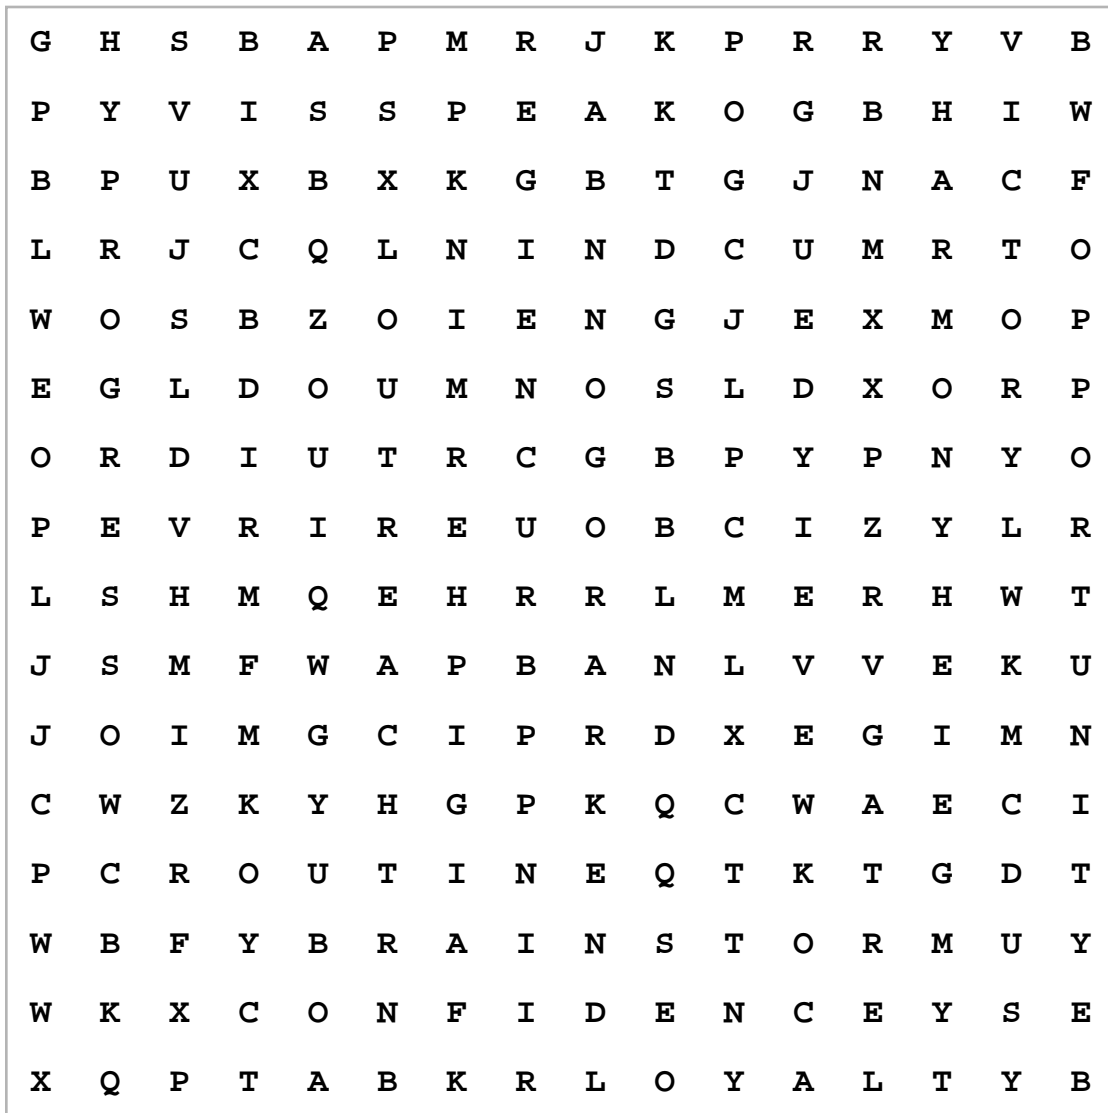 G H S B A P M R J K P R R Y V B
P Y V I S S P E A K O G B H I W
B P U X B X K G B T G J N A C F
L R J C Q L N I N D C U M R T O
W O S B Z O I E N G J E X M O P
E G L D O U M N O S L D X O R P
O R D I U T R C G B P Y P N Y O
P E V R I R E U O B C I Z Y L R
L S H M Q E H R R L M E R H W T
J S M F W A P B A N L V V E K U
J O I M G C I P R D X E G I M N
C W Z K Y H G P K Q C W A E C I
P C R O U T I N E Q T K T G D T
W B F Y B R A I N S T O R M U Y
W K X C O N F I D E N C E Y S E
X Q P T A B K R L O Y A L T Y B